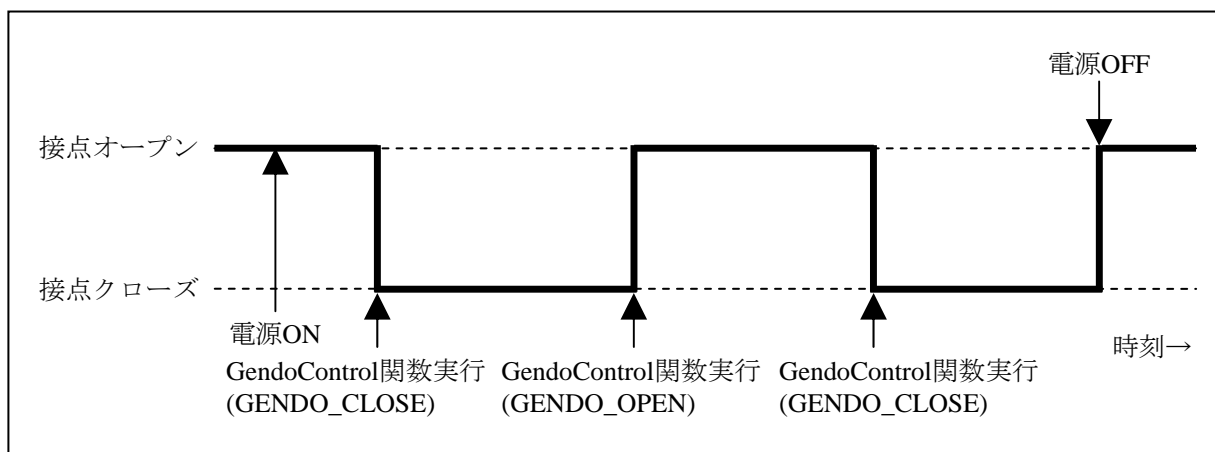 電源OFF
接点オープン
接点クローズ
電源ON
時刻→
GendoControl関数実行 GendoControl関数実行 GendoControl関数実行
(GENDO_CLOSE) (GENDO_OPEN) (GENDO_CLOSE)